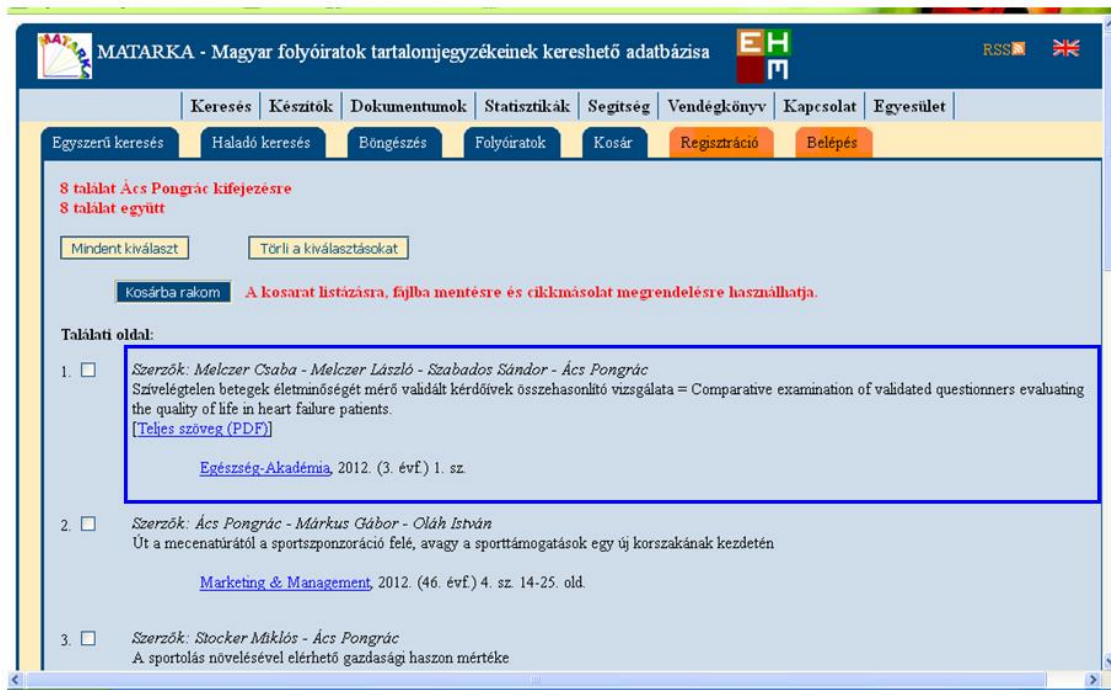 MATARKA
MATARKA - Magyar folyóiratok tartalomjegyzékeinek kereshető adatbázisa
E H
M
RSS
Keresés Készítők Dokumentumok Statisztikák Segítség Vendégkönyv Kapcsolat Egyesület
Egyszerű keresés Haladó keresés Böngészés Folyóiratok Kosár Regisztráció Belépés
8 találat Ács Pongrác kifejezésre
8 találat együtt
Mindent kiválaszt Törli a kiválasztásokat
Kosárba rakom A kosarat listázásra, fájlba mentésre és cikkmásolat megrendelésre használhatja.
Találati oldal:
1. Szerzők: Melczer Csaba - Melczer László - Szabados Sándor - Ács Pongrác
Szívelégtelen betegek életminőségét mérő validált kérdőívek összehasonlító vizsgálata = Comparative examination of validated questionners evaluating
the quality of life in heart failure patients.
[Teljes szöveg (PDF)]
Egészség-Akadémia, 2012. (3. évf.) 1. sz.
2. Szerzők: Ács Pongrác - Márkus Gábor - Oláh István
Út a mecenatúrától a sportszponzoráció felé, avagy a sporttámogatások egy új korszakának kezdetén
Marketing & Management, 2012. (46. évf.) 4. sz. 14-25. old.
3. Szerzők: Stocker Miklós - Ács Pongrác
A sportolás növelésével elérhető gazdasági haszon mértéke